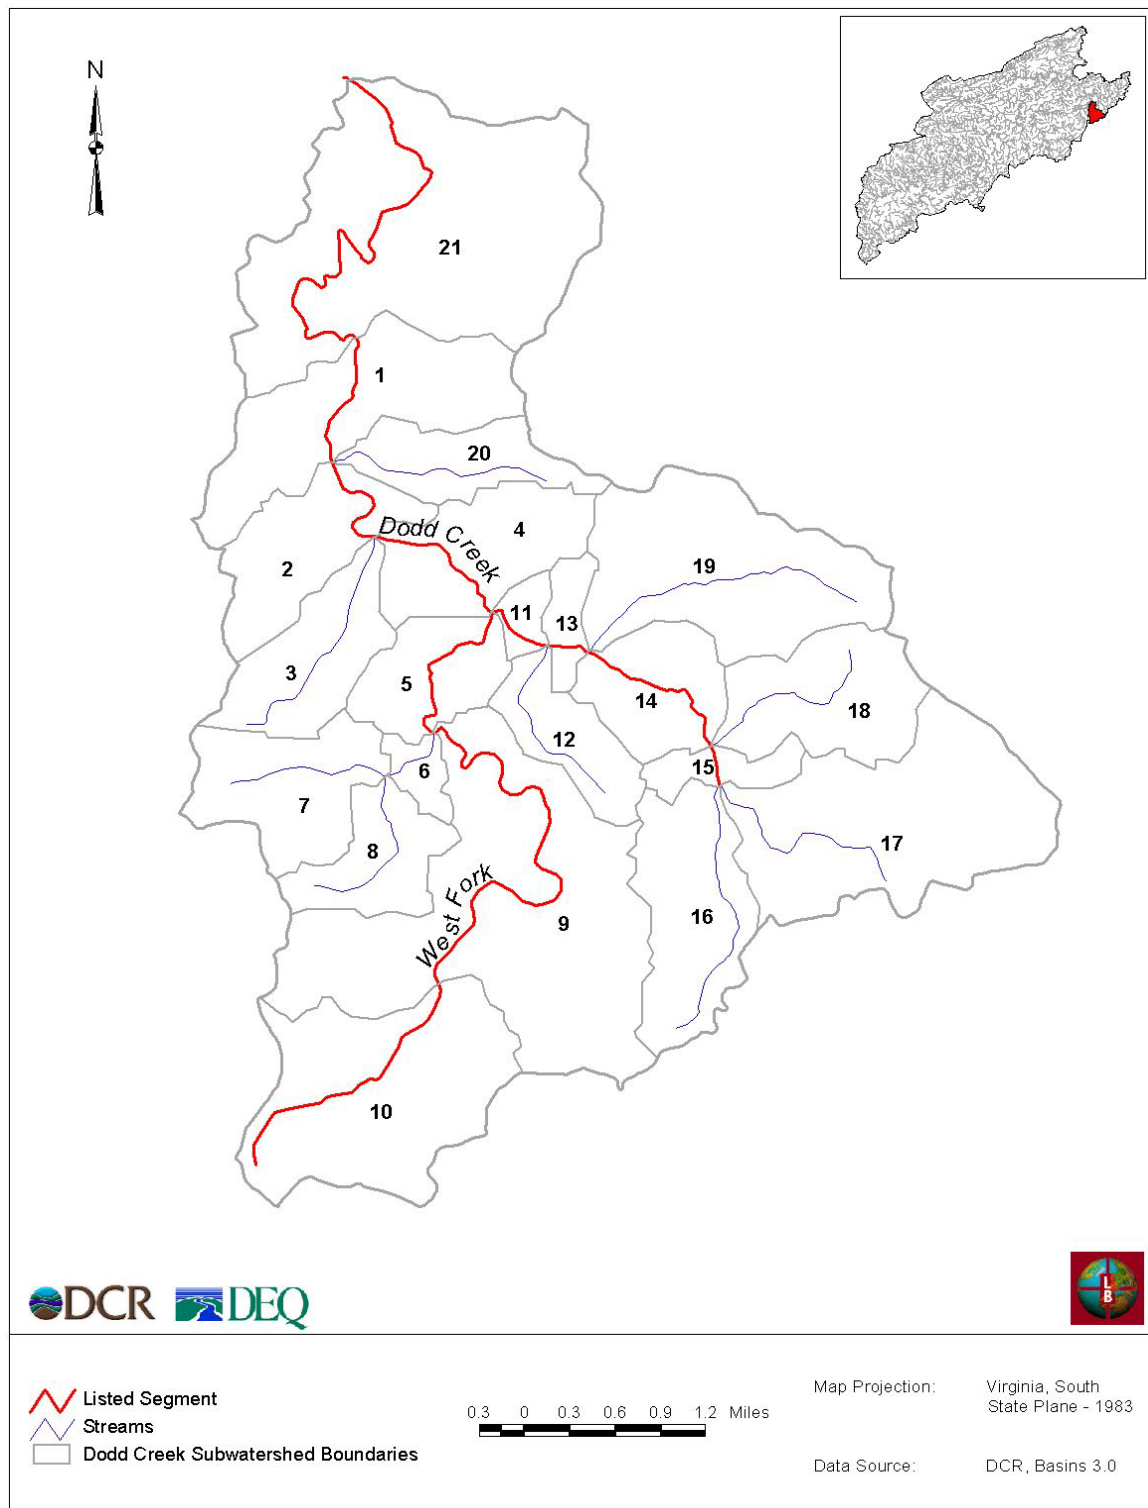 N
21
1
20
Dodd Creek
4
2
19
11
13
3
5
14
18
12
15
6
7
17
8
West Fork
16
9
10
DCR DEQ
L
B
Listed Segment
Streams
Dodd Creek Subwatershed Boundaries
0.3 0 0.3 0.6 0.9 1.2 Miles
Map Projection: Virginia, South
State Plane - 1983
Data Source: DCR, Basins 3.0